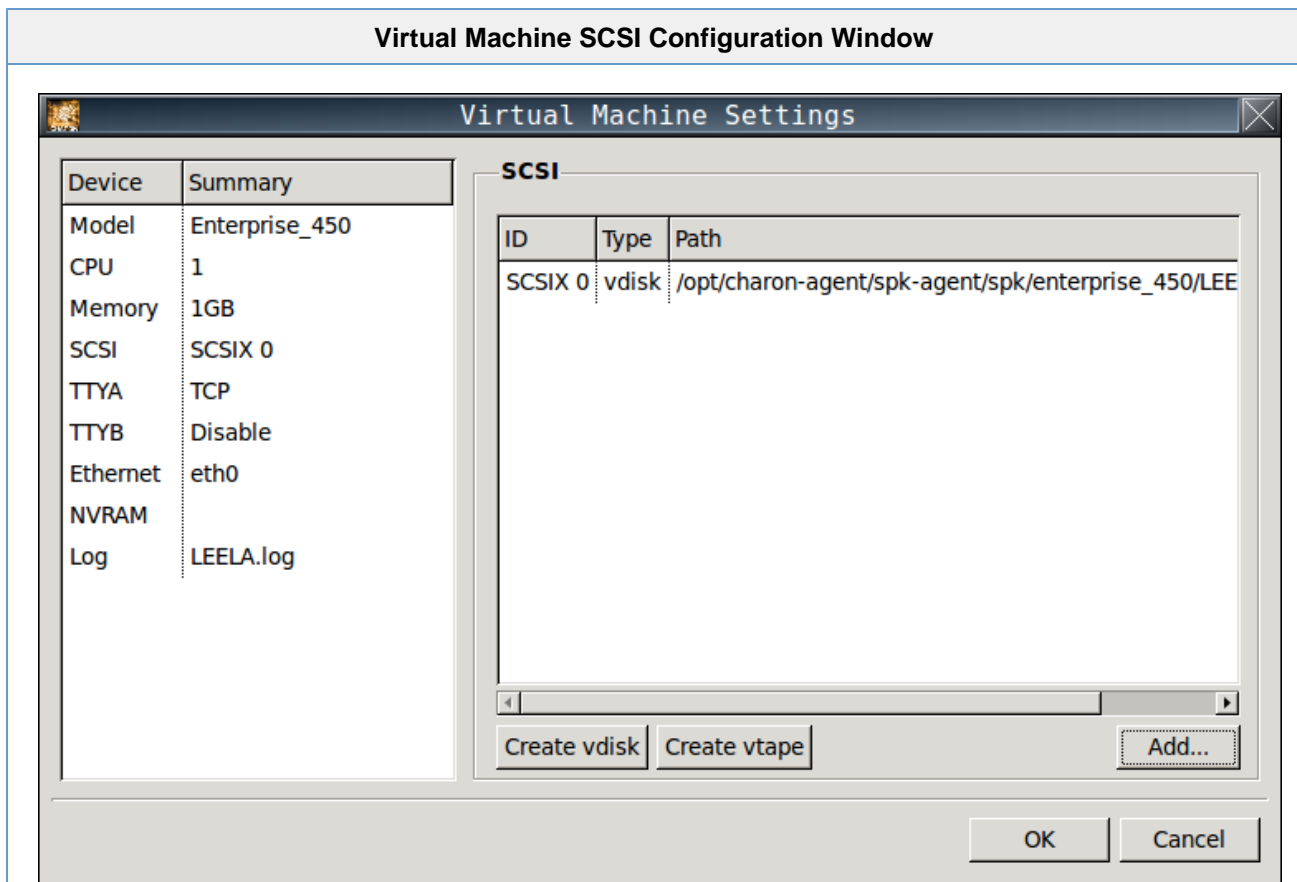 Virtual Machine SCSI Configuration Window
Virtual Machine Settings
Device Summary
Model Enterprise_450
CPU 1
Memory 1GB
SCSI SCSIX 0
TTYA TCP
TTYB Disable
Ethernet eth0
NVRAM
Log LEELA.log
SCSI
ID Type Path
SCSIX 0 vdisk /opt/charon-agent/spk-agent/spk/enterprise_450/LEE
Create vdisk Create vtape Add...
OK Cancel